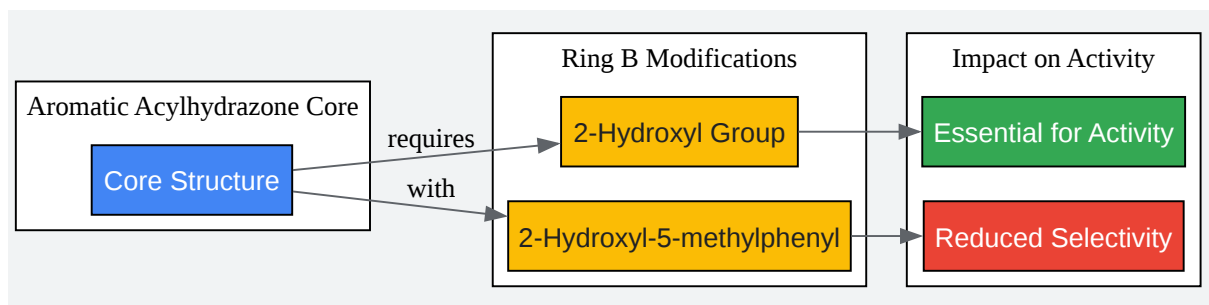 Aromatic Acylhydrazone Core
Core Structure
requires
with
Ring B Modifications
2-Hydroxyl Group
2-Hydroxyl-5-methylphenyl
Impact on Activity
Essential for Activity
Reduced Selectivity